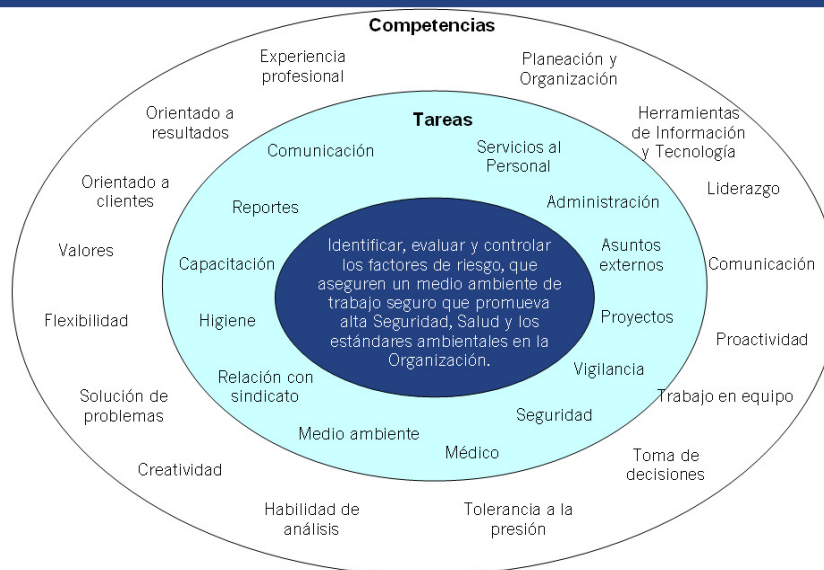 Competencias
Experiencia
profesional
Planeación y
Organización
Orientado a
resultados
Herramientas
de Información
y Tecnología
Orientado a
clientes
Liderazgo
Valores
Comunicación
Flexibilidad
Proactividad
Solución de
problemas
Trabajo en equipo
Creatividad
Toma de
decisiones
Habilidad de
análisis
Tolerancia a la
presión
Tareas
Comunicación
Servicios al
Personal
Reportes
Administración
Capacitación
Asuntos
externos
Higiene
Proyectos
Relación con
sindicato
Vigilancia
Medio ambiente
Seguridad
Médico
Identificar, evaluar y controlar
los factores de riesgo, que
aseguren un medio ambiente de
trabajo seguro que promueva
alta Seguridad, Salud y los
estándares ambientales en la
Organización.